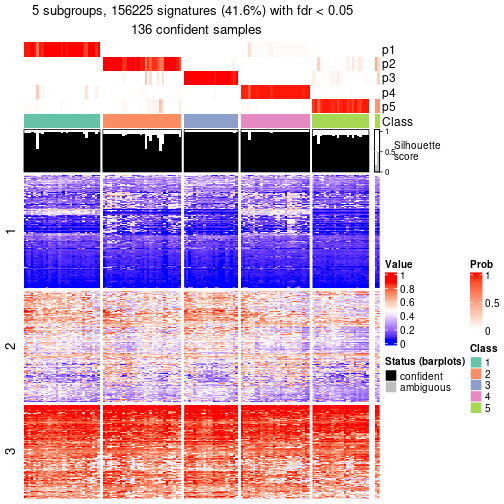 5 subgroups, 156225 signatures (41.6%) with fdr < 0.05
136 confident samples
p1
p2
p3
p4
p5
Class
1
0.5
0
Silhouette
score
1
2
3
Value
1
0.8
0.6
0.4
0.2
0
Status (barplots)
confident
ambiguous
Prob
1
0.5
0
Class
1
2
3
4
5